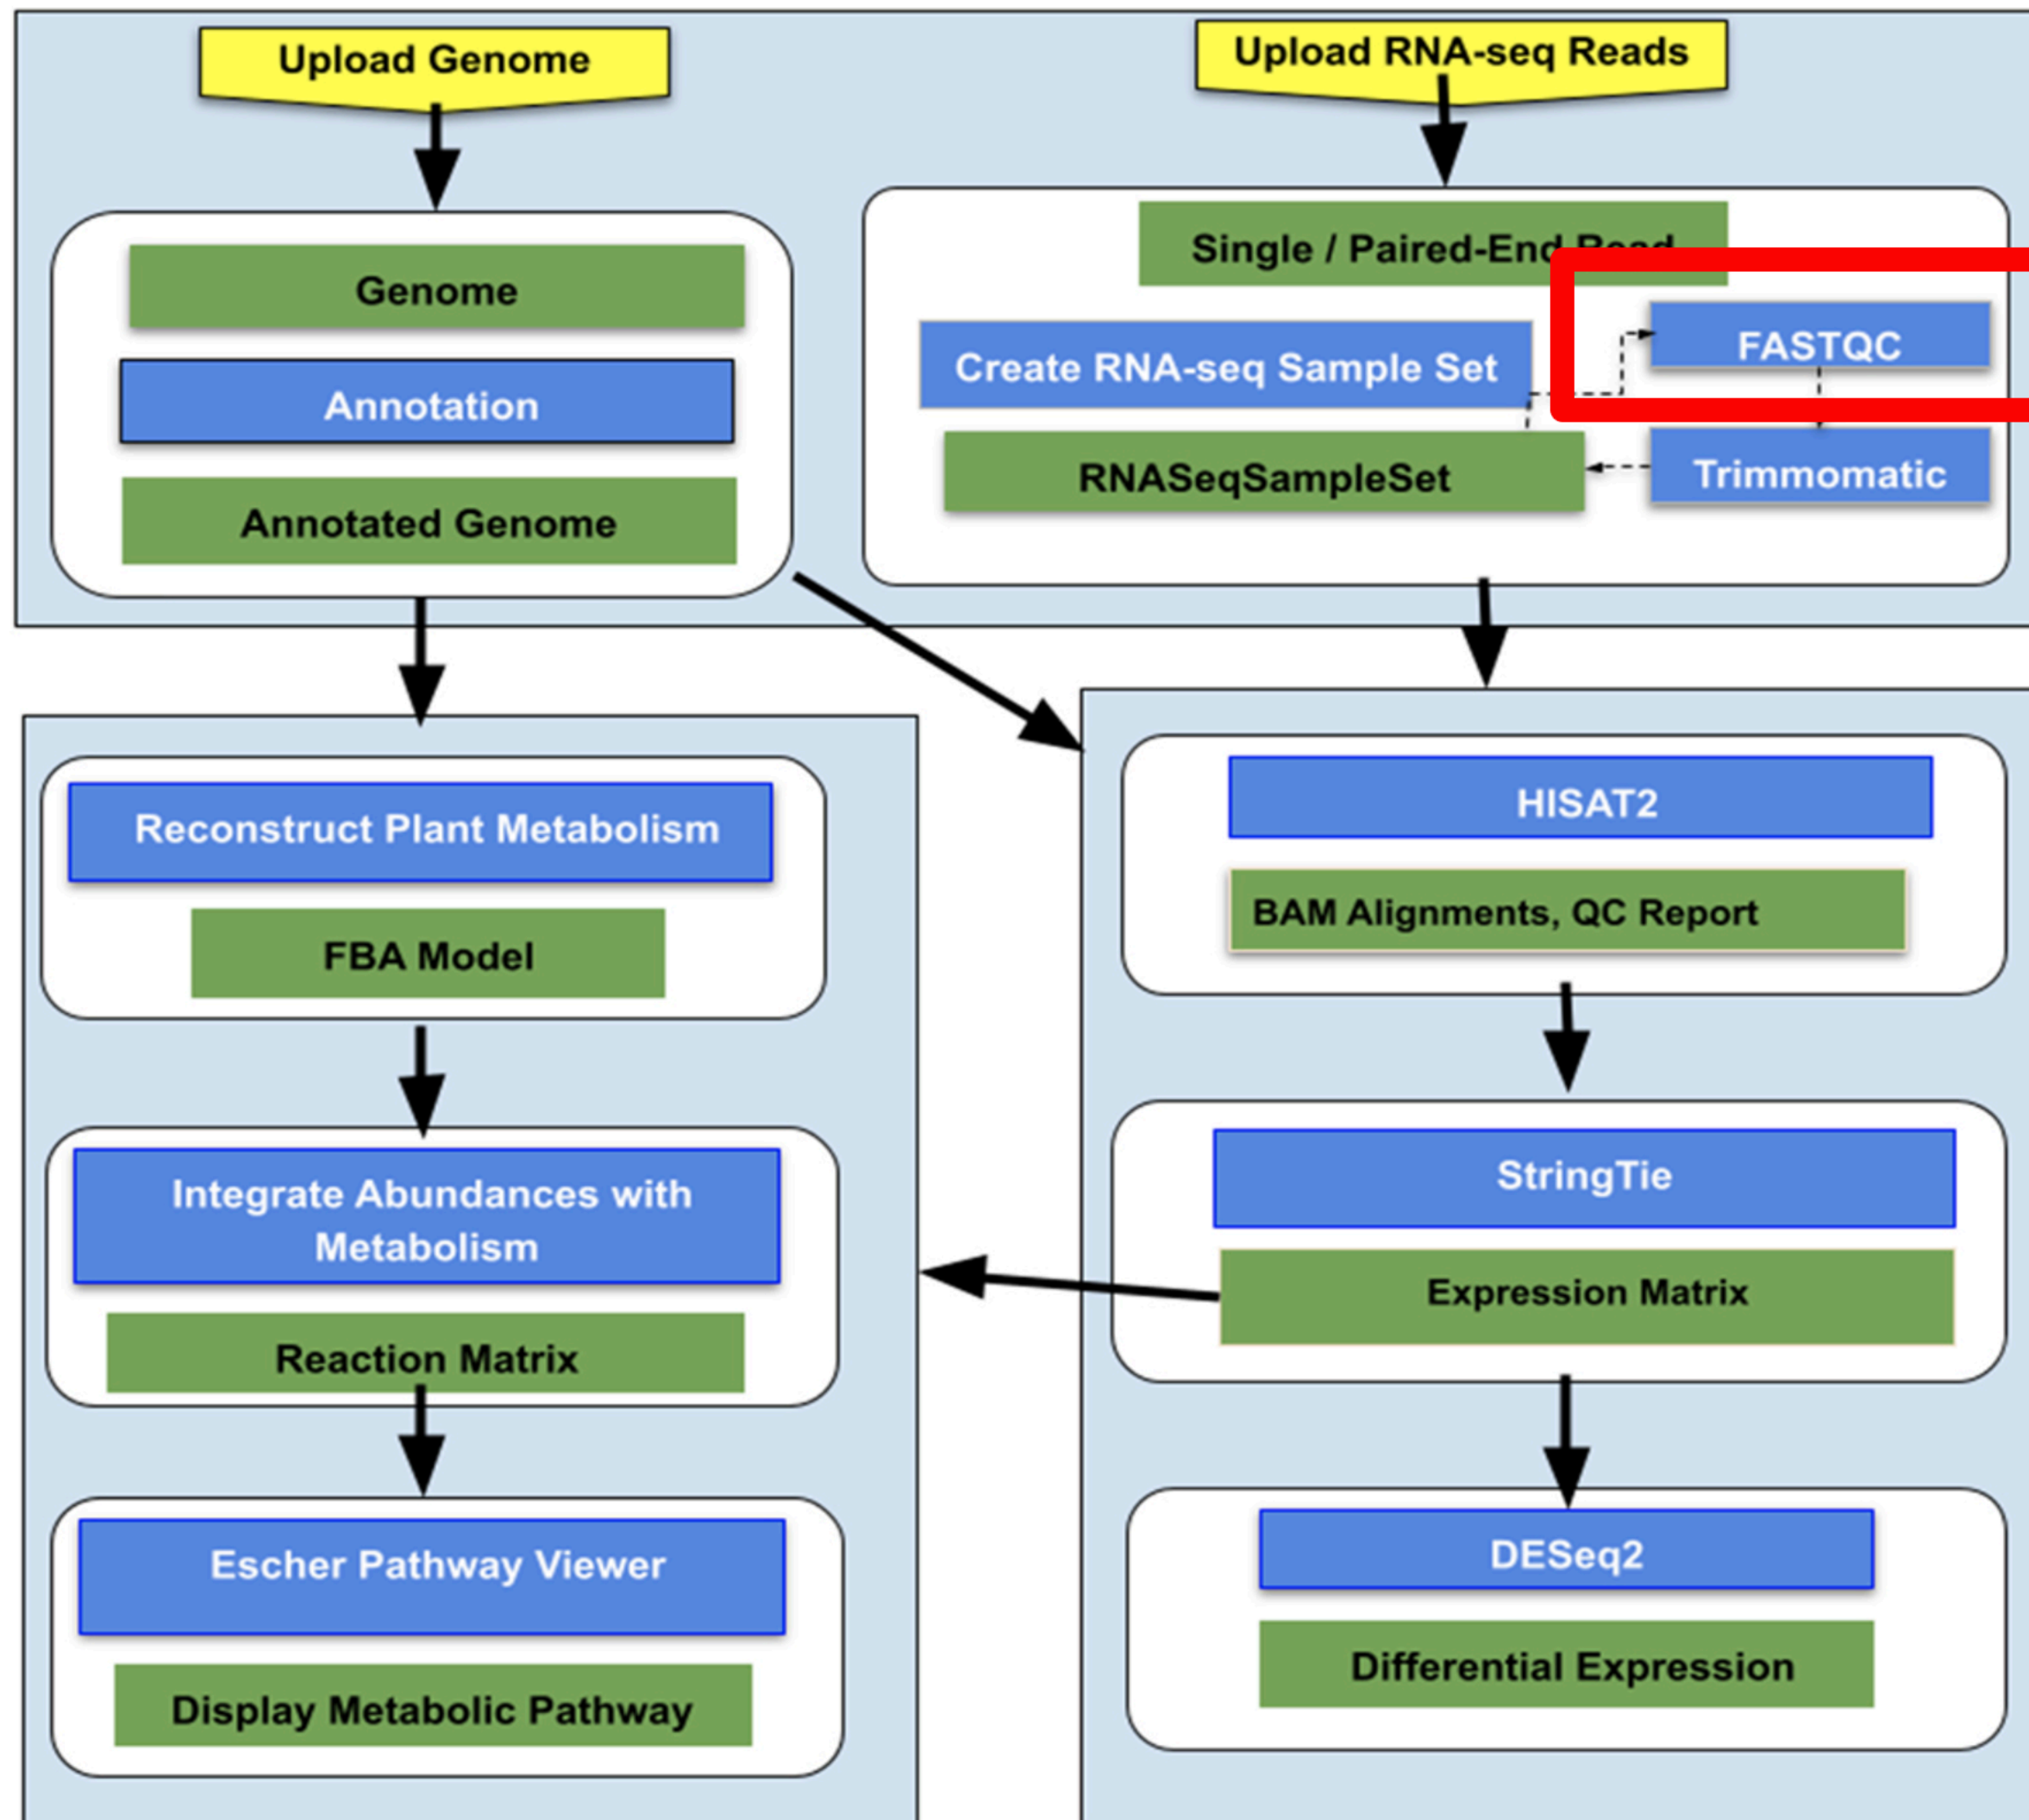 Upload Genome
Upload RNA-seq Reads
Genome
Annotation
Annotated Genome
Single / Paired-End Read
Create RNA-seq Sample Set
FASTQC
RNASeqSampleSet
Trimmomatic
Reconstruct Plant Metabolism
FBA Model
Integrate Abundances with
Metabolism
Reaction Matrix
Escher Pathway Viewer
Display Metabolic Pathway
HISAT2
BAM Alignments, QC Report
StringTie
Expression Matrix
DESeq2
Differential Expression